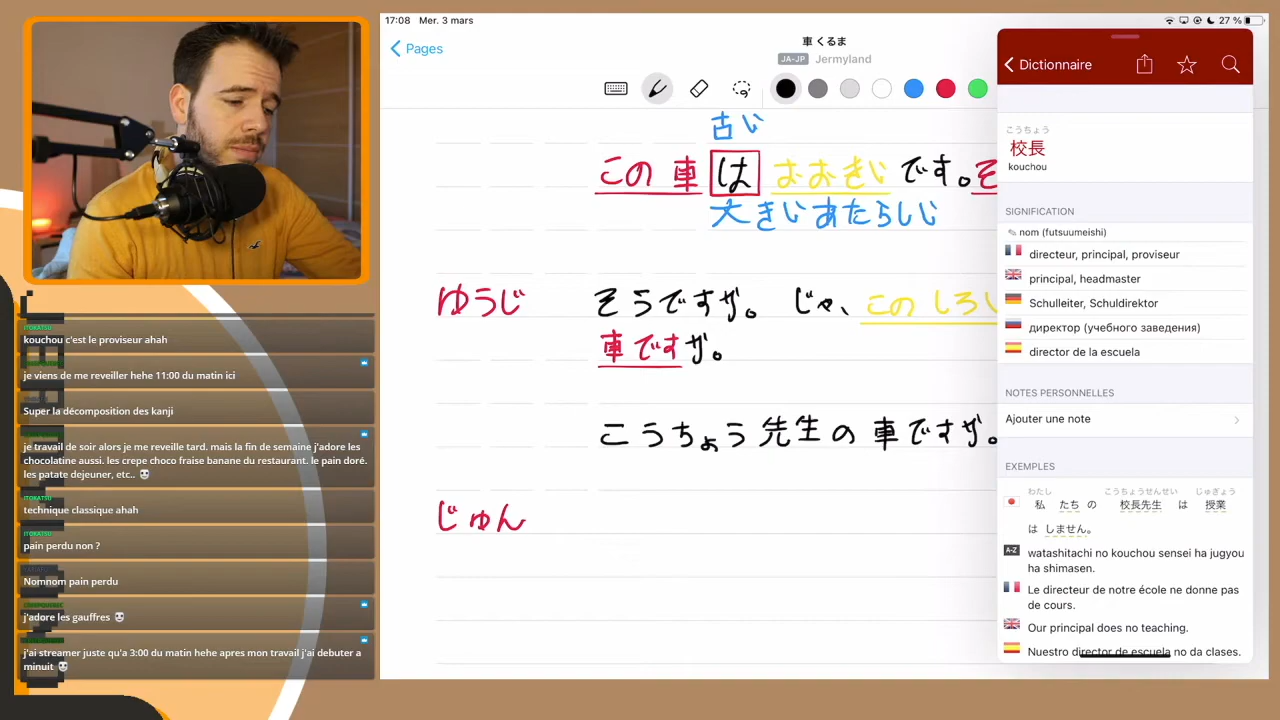 ITOKATSU
kouchou c'est le proviseur ahah
je viens de me reveiller hehe 11:00 du matin ici
Super la décomposition des kanji
je travail de soir alors je me reveille tard. mais la fin de semaine j'adore les
chocolatine aussi. les crepe choco fraise banane du restaurant. le pain doré.
les patate dejeuner, etc..
ITOKATSU
technique classique ahah
ITOKATSU
pain perdu non ?
Nomnom pain perdu
j'adore les gauffres
j'ai streamer juste qu'a 3:00 du matin hehe apres mon travail j'ai debuter a
minuit
17:08 Mer. 3 mars
27 %
Pages
車 くるま
JA-JP Jermyland
古い
この 車 は おおきい です。そ
大きい あたらしい
ゆうじ そうですか。 じゃ、このしろい
車ですか。
こうちょう 先生の 車ですか。
じゅん
Dictionnaire
こうちょう
校長
kouchou
SIGNIFICATION
nom (futsuumeishi)
directeur, principal, proviseur
principal, headmaster
Schulleiter, Schuldirektor
директор (учебного заведения)
director de la escuela
NOTES PERSONNELLES
Ajouter une note
EXEMPLES
わたし こうちょうせんせい じゅぎょう
私 たち の 校長先生 は 授業
は しません。
A-Z
watashitachi no kouchou sensei ha jugyou
ha shimasen.
Le directeur de notre école ne donne pas
de cours.
Our principal does no teaching.
Nuestro director de escuela no da clases.